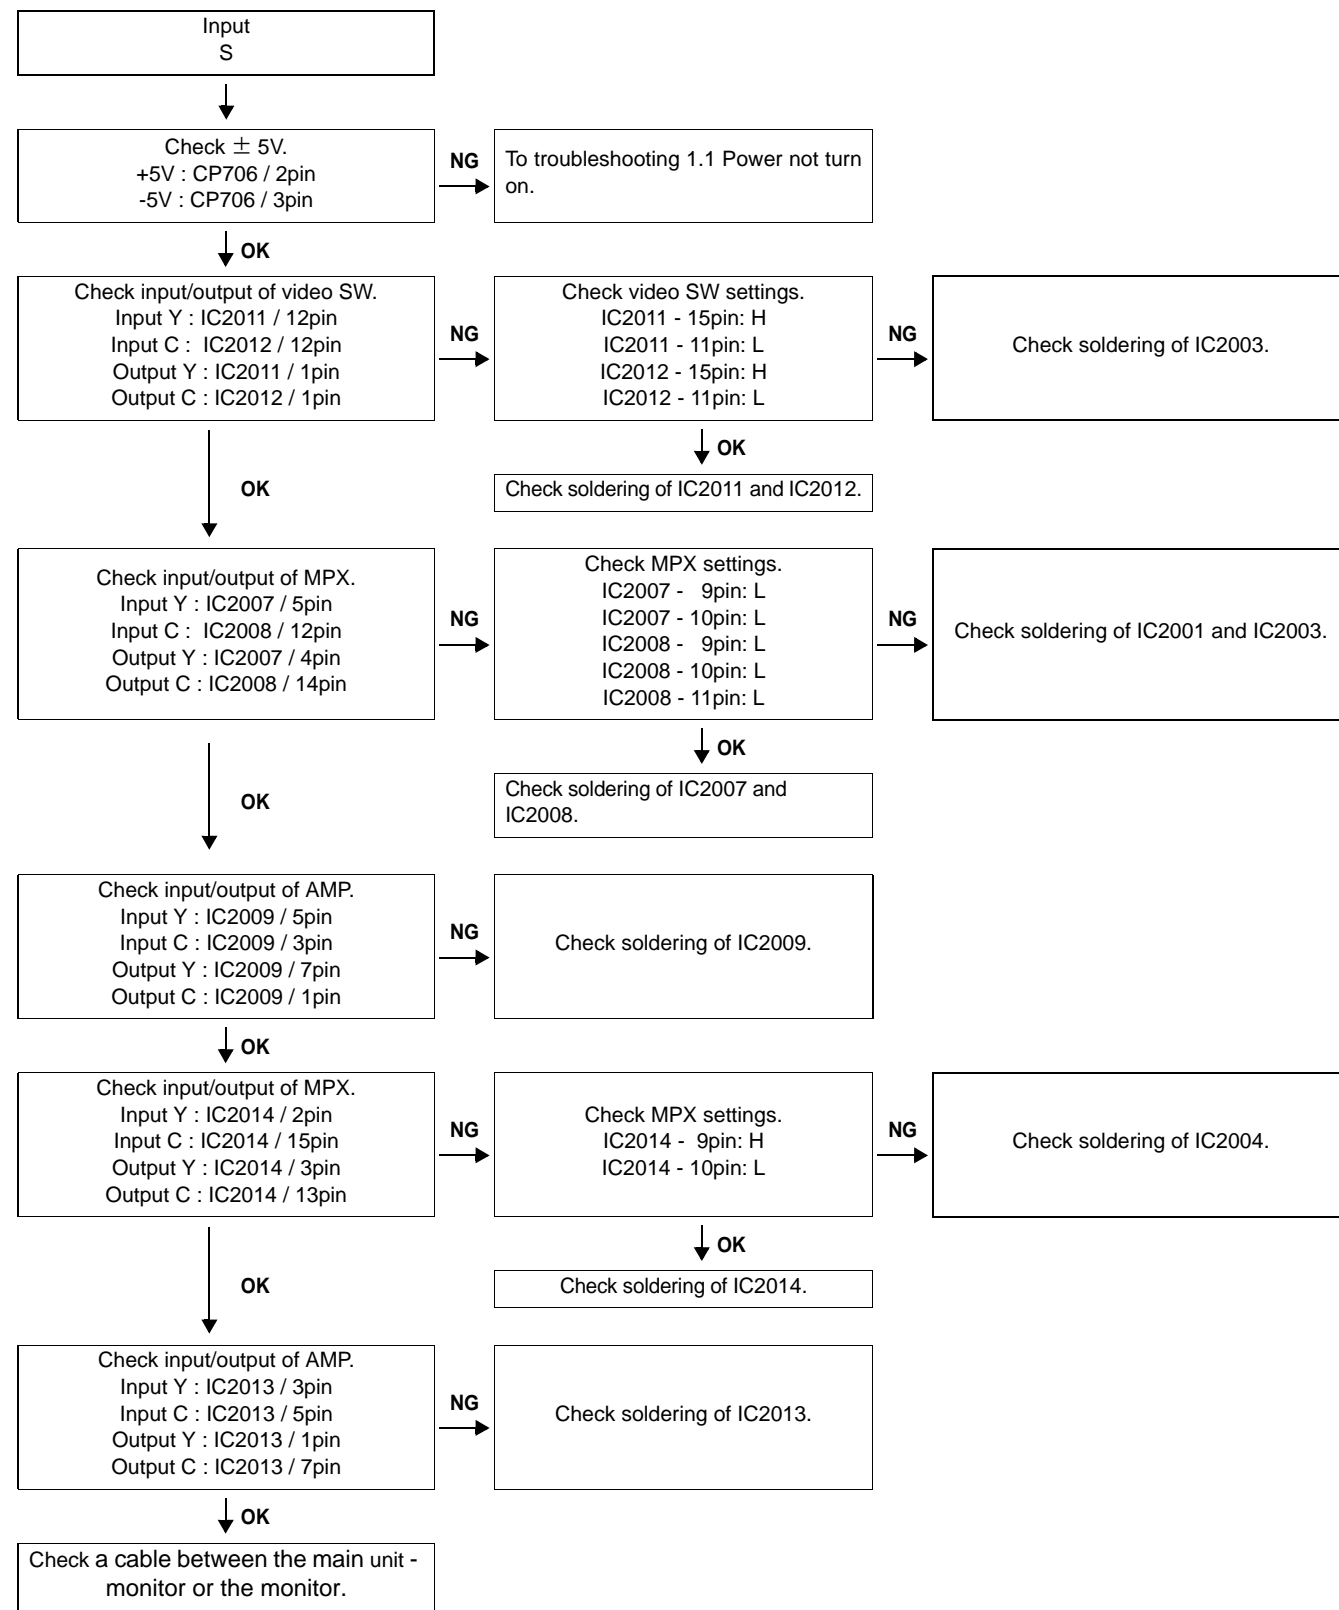 Input
S
Check ± 5V.
+5V : CP706 / 2pin
-5V : CP706 / 3pin
NG
To troubleshooting 1.1 Power not turn
on.
OK
Check input/output of video SW.
Input Y : IC2011 / 12pin
Input C : IC2012 / 12pin
Output Y : IC2011 / 1pin
Output C : IC2012 / 1pin
NG
Check video SW settings.
IC2011 - 15pin: H
IC2011 - 11pin: L
IC2012 - 15pin: H
IC2012 - 11pin: L
NG
Check soldering of IC2003.
OK
Check soldering of IC2011 and IC2012.
OK
Check input/output of MPX.
Input Y : IC2007 / 5pin
Input C : IC2008 / 12pin
Output Y : IC2007 / 4pin
Output C : IC2008 / 14pin
NG
Check MPX settings.
IC2007 - 9pin: L
IC2007 - 10pin: L
IC2008 - 9pin: L
IC2008 - 10pin: L
IC2008 - 11pin: L
NG
Check soldering of IC2001 and IC2003.
OK
Check soldering of IC2007 and
IC2008.
OK
Check input/output of AMP.
Input Y : IC2009 / 5pin
Input C : IC2009 / 3pin
Output Y : IC2009 / 7pin
Output C : IC2009 / 1pin
NG
Check soldering of IC2009.
OK
Check input/output of MPX.
Input Y : IC2014 / 2pin
Input C : IC2014 / 15pin
Output Y : IC2014 / 3pin
Output C : IC2014 / 13pin
NG
Check MPX settings.
IC2014 - 9pin: H
IC2014 - 10pin: L
NG
Check soldering of IC2004.
OK
Check soldering of IC2014.
OK
Check input/output of AMP.
Input Y : IC2013 / 3pin
Input C : IC2013 / 5pin
Output Y : IC2013 / 1pin
Output C : IC2013 / 7pin
NG
Check soldering of IC2013.
OK
Check a cable between the main unit -
monitor or the monitor.